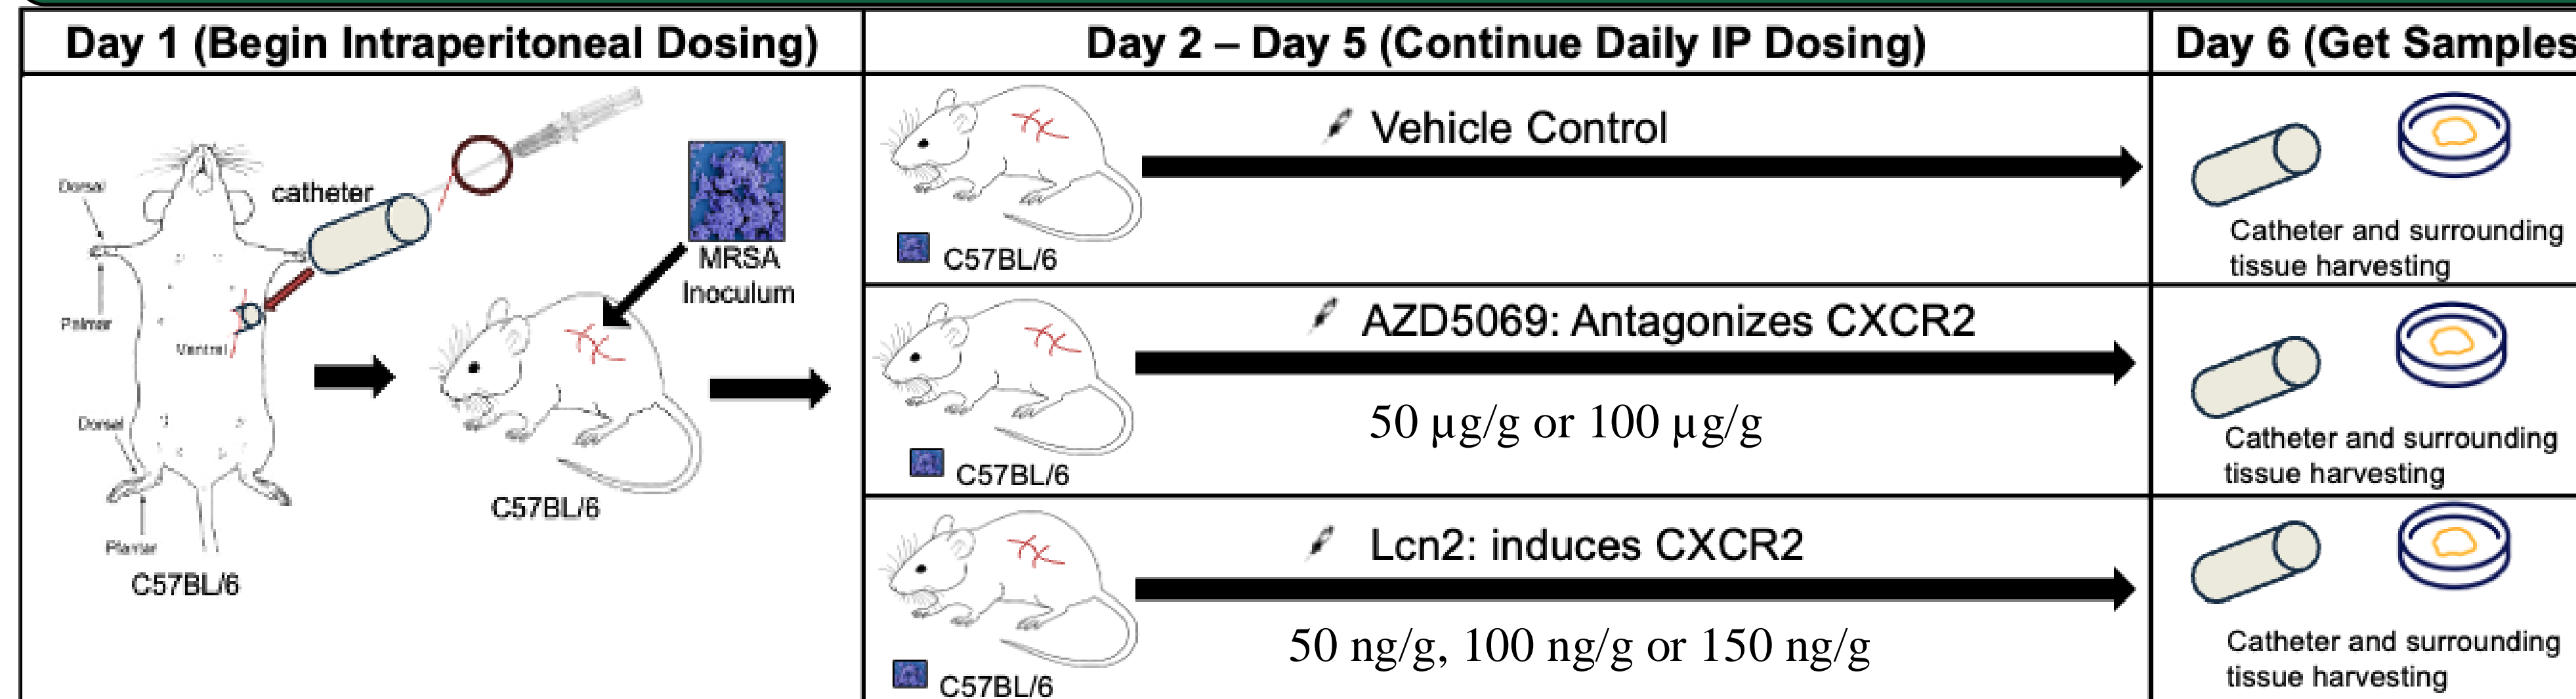 Day 1 (Begin Intraperitoneal Dosing)
Day 2 – Day 5 (Continue Daily IP Dosing)
Day 6 (Get Samples
Dorsal
catheter
Palmar
Ventral
Dorsal
Plantar
C57BL/6
MRSA
Inoculum
C57BL/6
Vehicle Control
C57BL/6
Catheter and surrounding
tissue harvesting
AZD5069: Antagonizes CXCR2
50 µg/g or 100 µg/g
C57BL/6
Catheter and surrounding
tissue harvesting
Lcn2: induces CXCR2
50 ng/g, 100 ng/g or 150 ng/g
C57BL/6
Catheter and surrounding
tissue harvesting